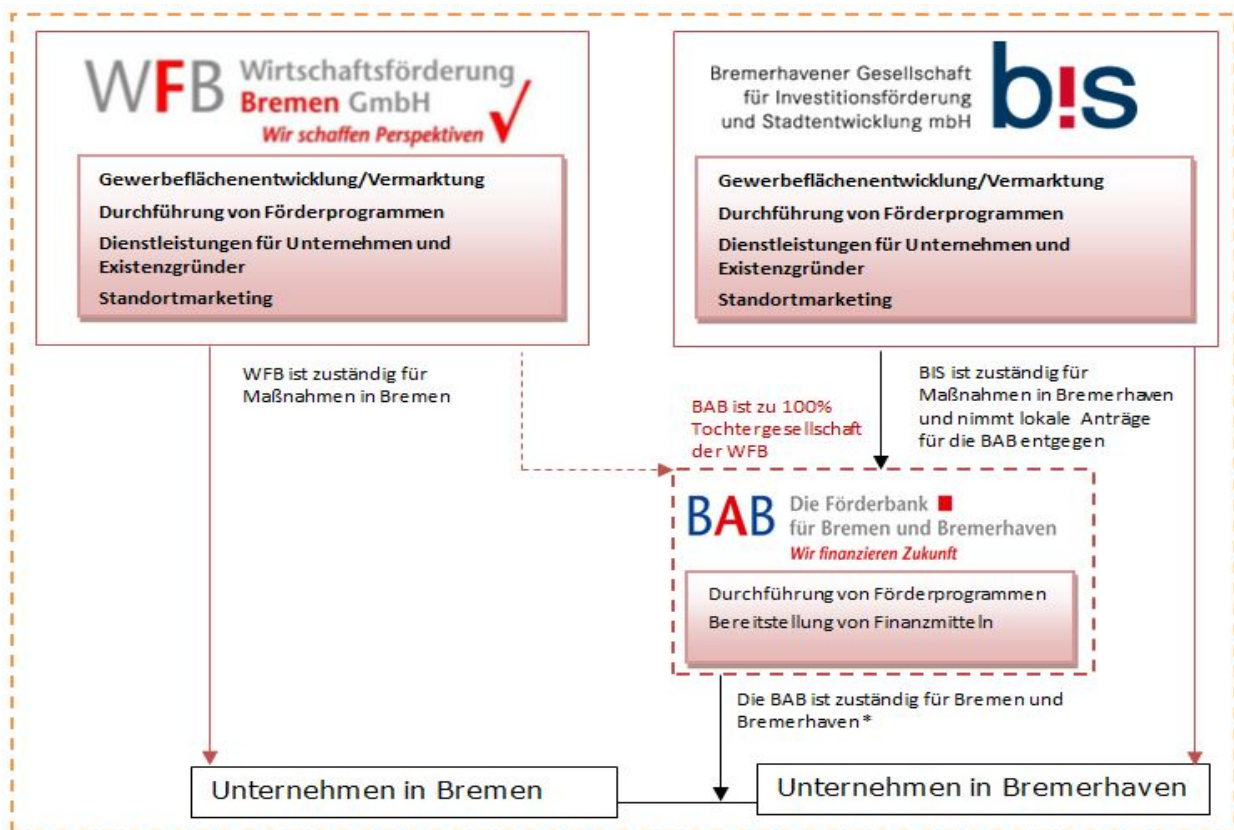 WFB Wirtschaftsförderung
Bremen GmbH
Wir schaffen Perspektiven
Gewerbeflächenentwicklung/Vermarktung
Durchführung von Förderprogrammen
Dienstleistungen für Unternehmen und
Existenzgründer
Standortmarketing
Bremerhavener Gesellschaft
für Investitionsförderung
und Stadtentwicklung mbH
b!s
Gewerbeflächenentwicklung/Vermarktung
Durchführung von Förderprogrammen
Dienstleistungen für Unternehmen und
Existenzgründer
Standortmarketing
WFB ist zuständig für
Maßnahmen in Bremen
BAB ist zu 100%
Tochtergesellschaft
der WFB
BIS ist zuständig für
Maßnahmen in Bremerhaven
und nimmt lokale Anträge
für die BAB entgegen
BAB Die Förderbank
für Bremen und Bremerhaven
Wir finanzieren Zukunft
Durchführung von Förderprogrammen
Bereitstellung von Finanzmitteln
Die BAB ist zuständig für Bremen und
Bremerhaven*
Unternehmen in Bremen
Unternehmen in Bremerhaven